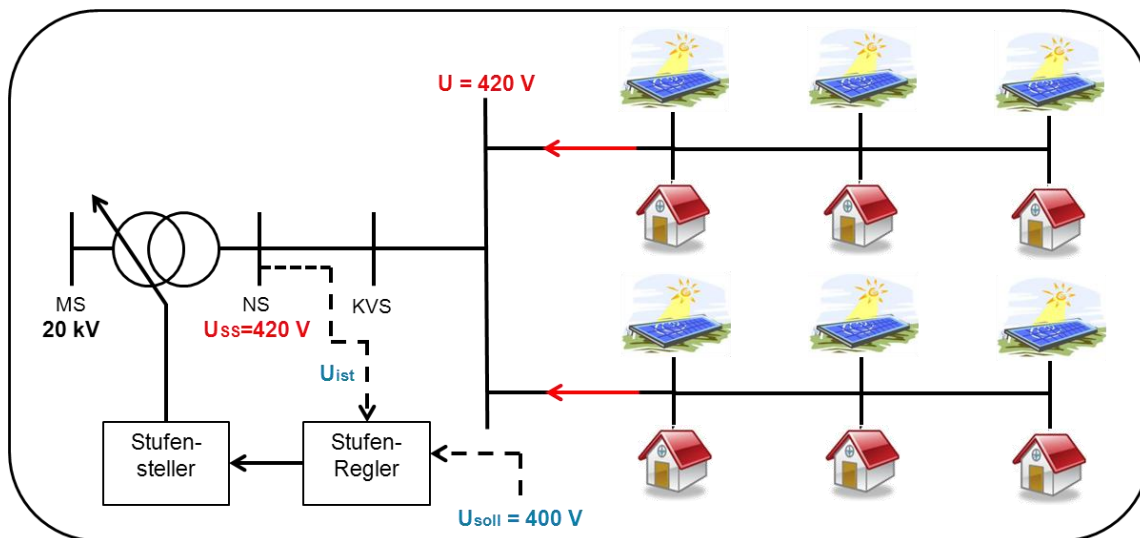 U = 420 V
MS
20 kV
NS
USS=420 V
KVS
Uist
Stufen-
steller
Stufen-
Regler
Usoll = 400 V